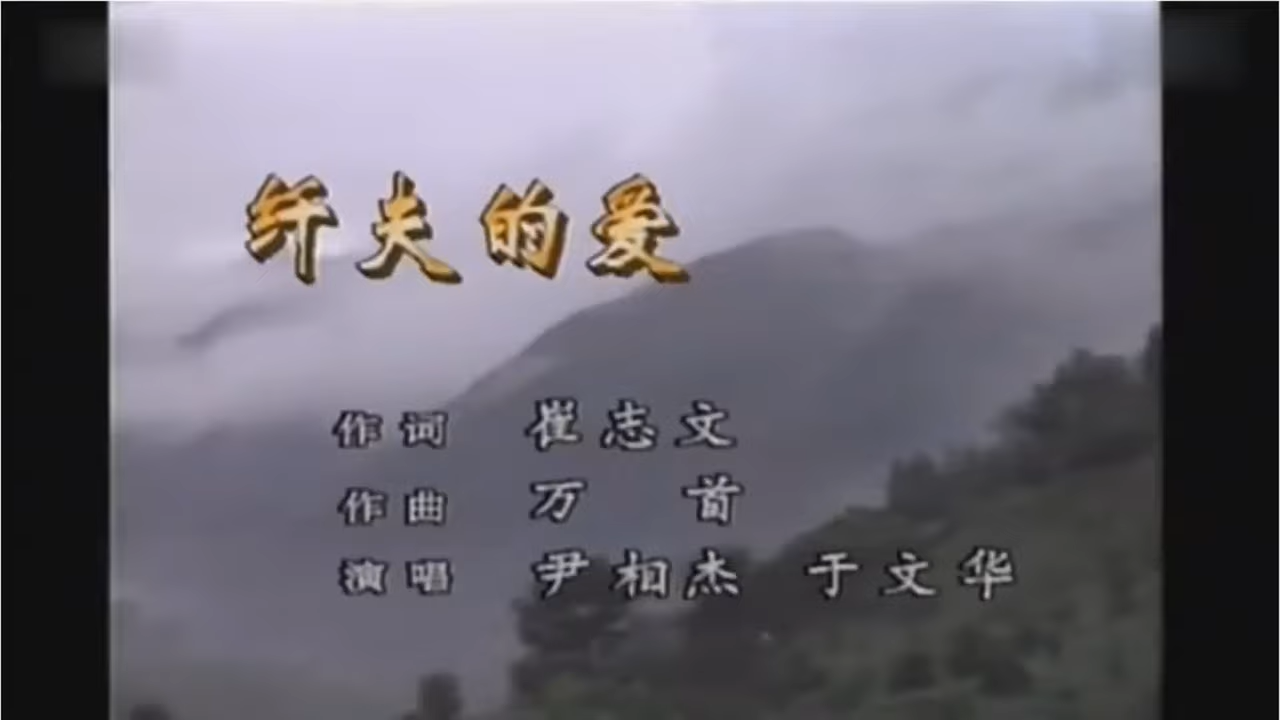 纤夫的爱
作词 崔志文
作曲 万首
演唱 尹相杰 于文华